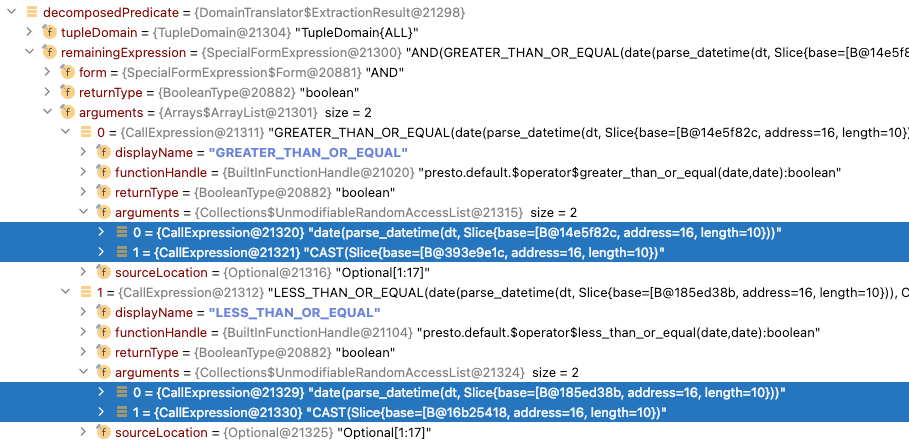 decomposedPredicate = {DomainTranslator$ExtractionResult@21298}
tupleDomain = {TupleDomain@21304} "TupleDomain{ALL}"
remainingExpression = {SpecialFormExpression@21300} "AND(GREATER_THAN_OR_EQUAL(date(parse_datetime(dt, Slice{base=[B@14e5f8
form = {SpecialFormExpression$Form@20881} "AND"
returnType = {BooleanType@20882} "boolean"
arguments = {Arrays$ArrayList@21301} size = 2
0 = {CallExpression@21311} "GREATER_THAN_OR_EQUAL(date(parse_datetime(dt, Slice{base=[B@14e5f82c, address=16, length=10})
displayName = "GREATER_THAN_OR_EQUAL"
functionHandle = {BuiltInFunctionHandle@21020} "presto.default.$operator$greater_than_or_equal(date,date):boolean"
returnType = {BooleanType@20882} "boolean"
arguments = {Collections$UnmodifiableRandomAccessList@21315} size = 2
0 = {CallExpression@21320} "date(parse_datetime(dt, Slice{base=[B@14e5f82c, address=16, length=10}))"
1 = {CallExpression@21321} "CAST(Slice{base=[B@393e9e1c, address=16, length=10})"
sourceLocation = {Optional@21316} "Optional[1:17]"
1 = {CallExpression@21312} "LESS_THAN_OR_EQUAL(date(parse_datetime(dt, Slice{base=[B@185ed38b, address=16, length=10})), C
displayName = "LESS_THAN_OR_EQUAL"
functionHandle = {BuiltInFunctionHandle@21104} "presto.default.$operator$less_than_or_equal(date,date):boolean"
returnType = {BooleanType@20882} "boolean"
arguments = {Collections$UnmodifiableRandomAccessList@21324} size = 2
0 = {CallExpression@21329} "date(parse_datetime(dt, Slice{base=[B@185ed38b, address=16, length=10}))"
1 = {CallExpression@21330} "CAST(Slice{base=[B@16b25418, address=16, length=10})"
sourceLocation = {Optional@21325} "Optional[1:17]"